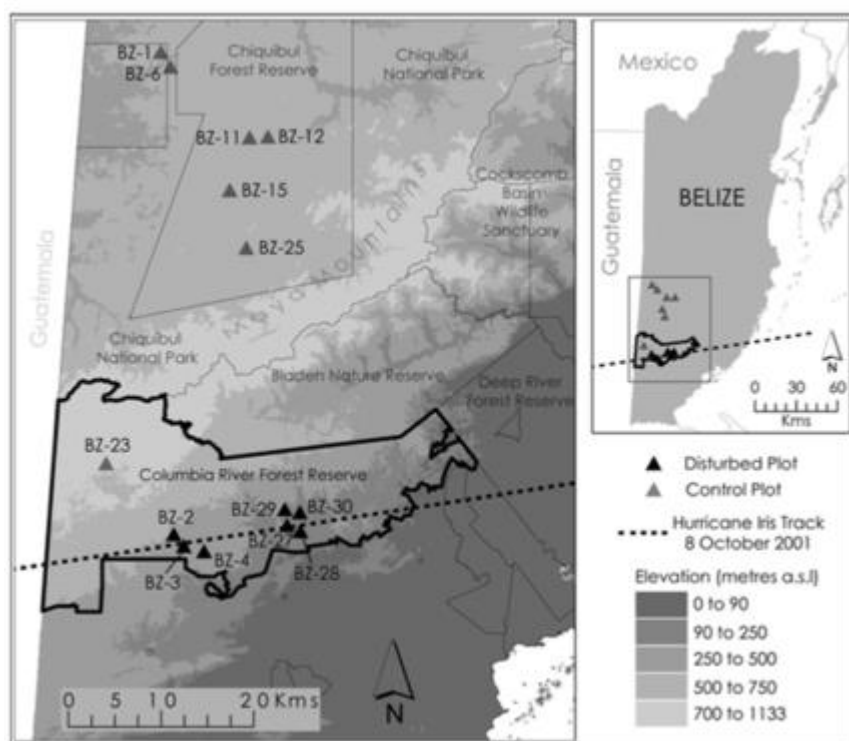 BZ-1
BZ-6
Chiquibul
Forest Reserve
Chiquibul
National Park
BZ-11
BZ-12
BZ-15
BZ-25
Cockscomb
Basin
Wildlife
Sanctuary
Maya Mountains
Guatemala
Chiquibul
National Park
Bladen Nature Reserve
Deep River
Forest Reserve
BZ-23
Columbia River Forest Reserve
BZ-2
BZ-29
BZ-30
BZ-27
BZ-3
BZ-4
BZ-28
0 5 10 20 Kms
N
Mexico
Guatemala
BELIZE
N
0 30 60
Kms
Disturbed Plot
Control Plot
Hurricane Iris Track
8 October 2001
Elevation (metres a.s.l)
0 to 90
90 to 250
250 to 500
500 to 750
700 to 1133